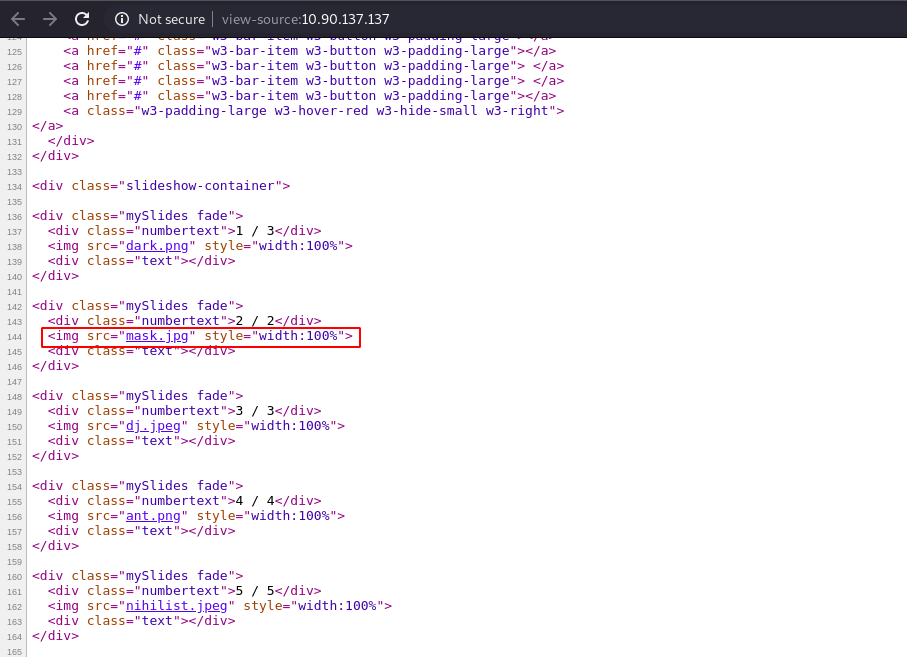 Not secure | view-source:10.90.137.137
124 <a href="#" class="w3-bar-item w3-button w3-padding-large"></a>
125 <a href="#" class="w3-bar-item w3-button w3-padding-large"></a>
126 <a href="#" class="w3-bar-item w3-button w3-padding-large"> </a>
127 <a href="#" class="w3-bar-item w3-button w3-padding-large"> </a>
128 <a href="#" class="w3-bar-item w3-button w3-padding-large"></a>
129 <a class="w3-padding-large w3-hover-red w3-hide-small w3-right">
130 </a>
131 </div>
132 </div>
133
134 <div class="slideshow-container">
135
136 <div class="mySlides fade">
137 <div class="numbertext">1 / 3</div>
138 <img src="dark.png" style="width:100%">
139 <div class="text"></div>
140 </div>
141
142 <div class="mySlides fade">
143 <div class="numbertext">2 / 2</div>
144 <img src="mask.jpg" style="width:100%">
145 <div class="text"></div>
146 </div>
147
148 <div class="mySlides fade">
149 <div class="numbertext">3 / 3</div>
150 <img src="dj.jpeg" style="width:100%">
151 <div class="text"></div>
152 </div>
153
154 <div class="mySlides fade">
155 <div class="numbertext">4 / 4</div>
156 <img src="ant.png" style="width:100%">
157 <div class="text"></div>
158 </div>
159
160 <div class="mySlides fade">
161 <div class="numbertext">5 / 5</div>
162 <img src="nihilist.jpeg" style="width:100%">
163 <div class="text"></div>
164 </div>
165